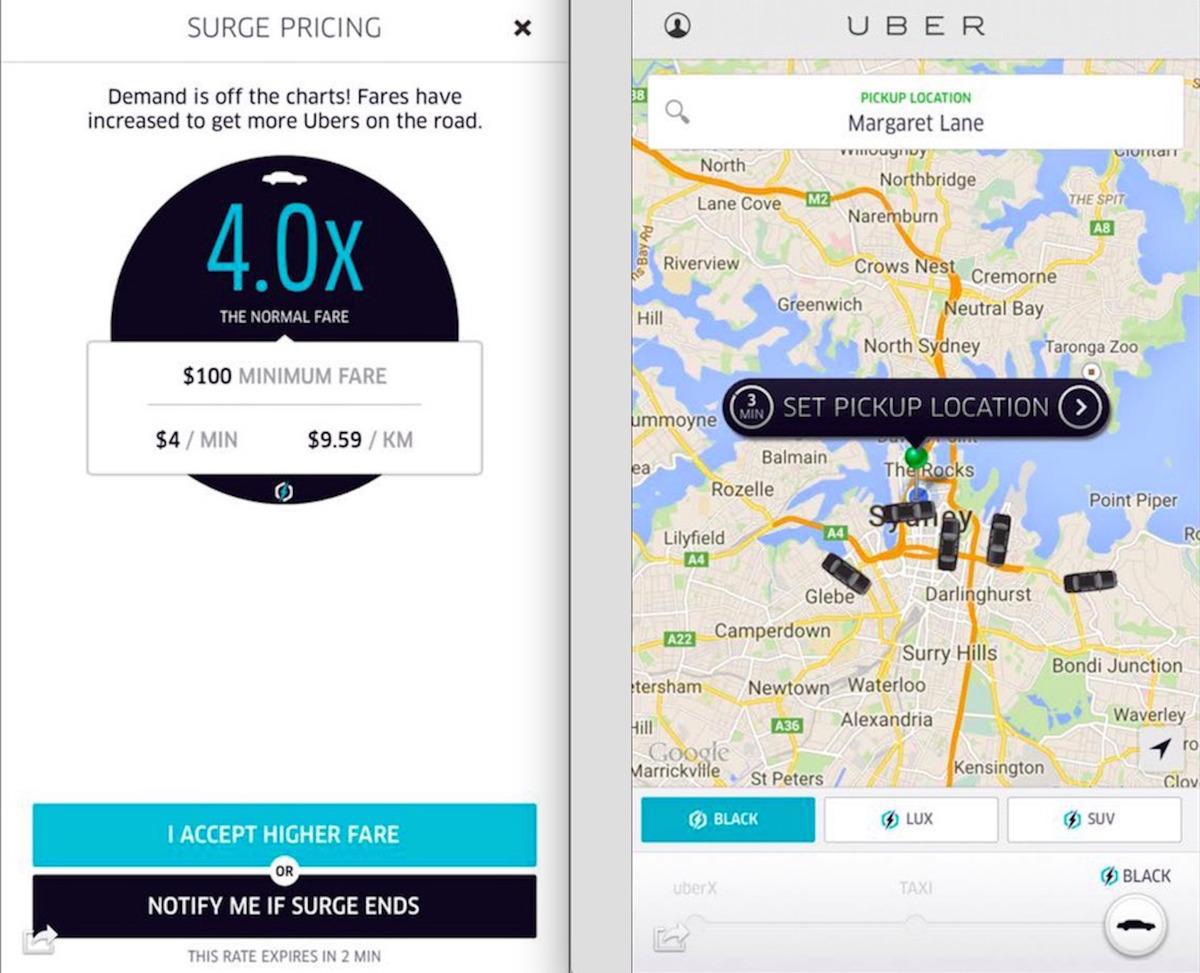 SURGE PRICING
Demand is off the charts! Fares have
increased to get more Ubers on the road.
4.0x
THE NORMAL FARE
$100 MINIMUM FARE
$4 / MIN $9.59 / KM
I ACCEPT HIGHER FARE
OR
NOTIFY ME IF SURGE ENDS
THIS RATE EXPIRES IN 2 MIN
UBER
PICKUP LOCATION
Margaret Lane
Willoughby
Clontarf
North
Northbridge
M2
Lane Cove
THE SPIT
Naremburn
A8
Riverview
Crows Nest
Cremorne
Greenwich
Neutral Bay
Hill
North Sydney
Taronga Zoo
3
MIN
SET PICKUP LOCATION
ummoyne
Balmain
The Rocks
Rozelle
Point Piper
Sydney
A4
Lilyfield
A4
Glebe
Darlinghurst
A22
Camperdown
Surry Hills
Bondi Junction
etersham
Newtown
Waterloo
A36
Alexandria
Waverley
Hill
Google
Marrickville
St Peters
Kensington
Clov
BLACK
LUX
SUV
uberX
TAXI
BLACK